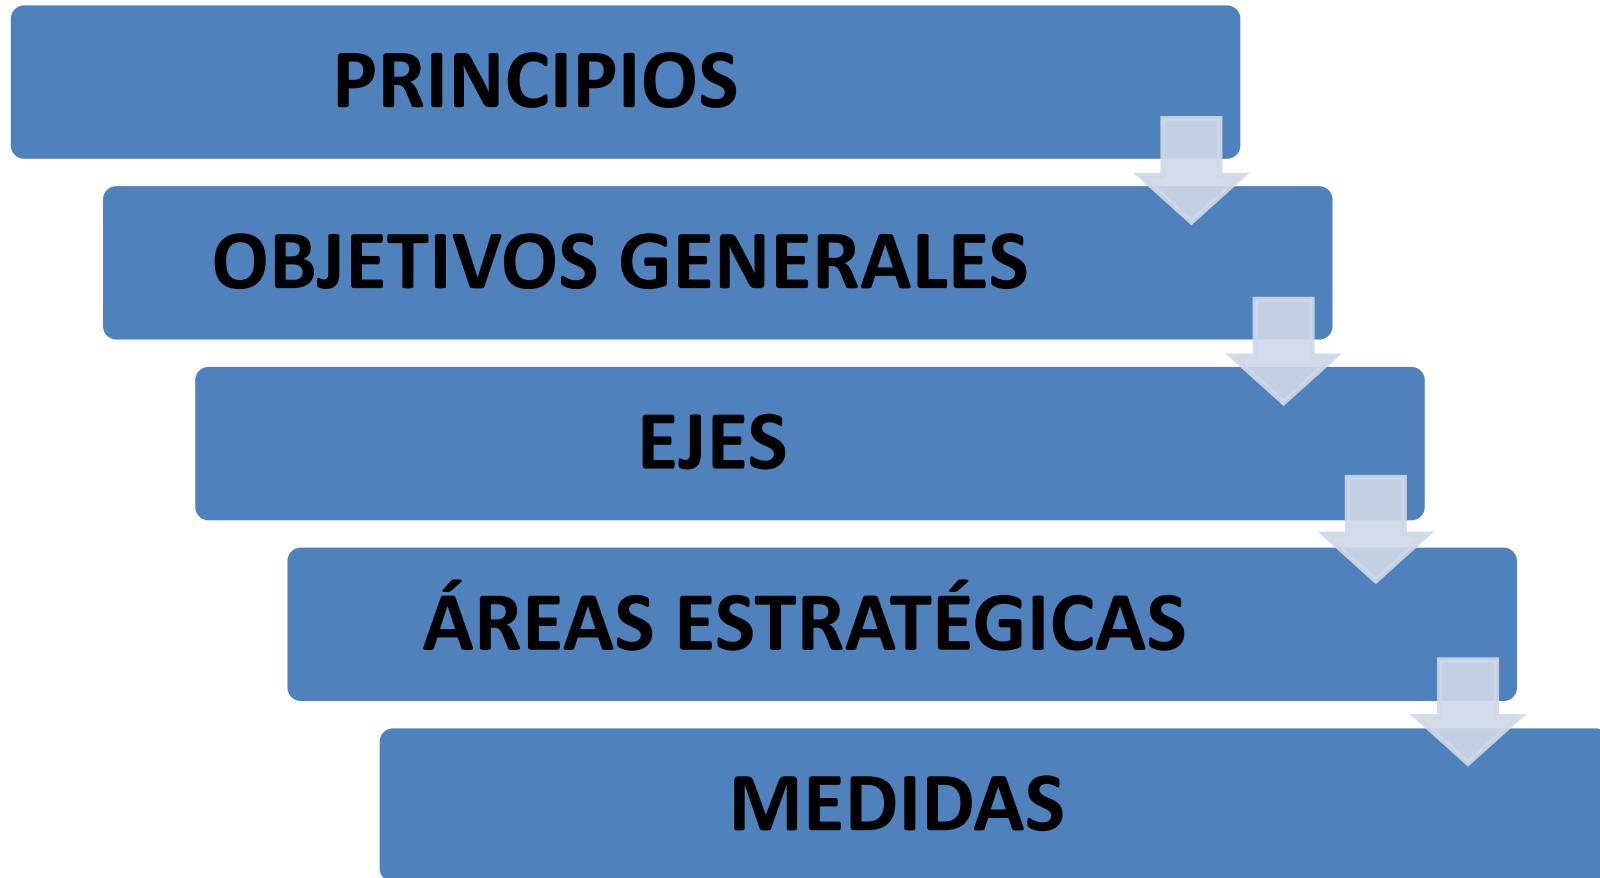 PRINCIPIOS
OBJETIVOS GENERALES
EJES
ÁREAS ESTRATÉGICAS
MEDIDAS